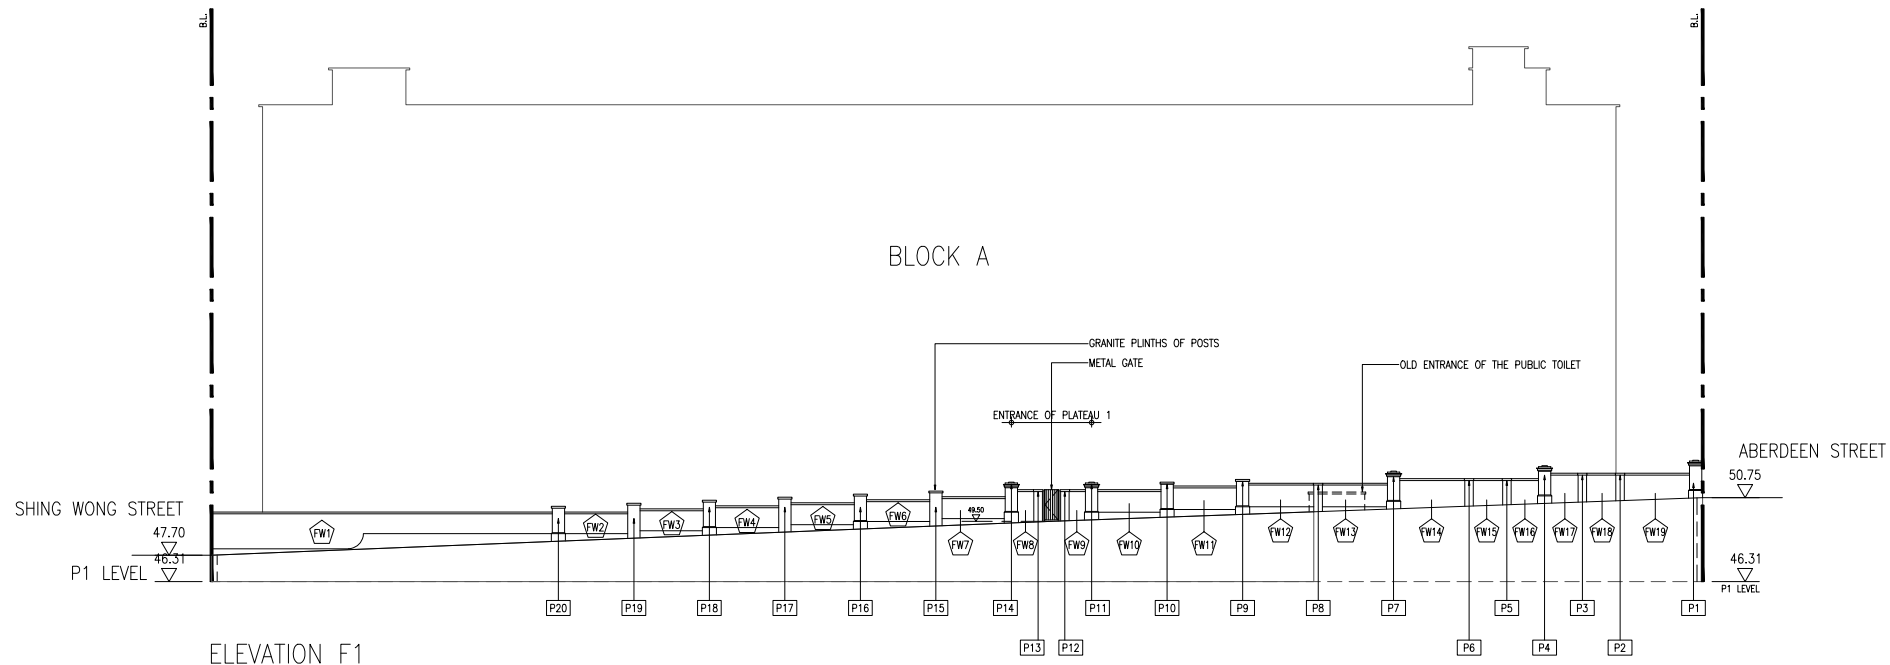 B.L.
B.L.
BLOCK A
GRANITE PLINTHS OF POSTS
METAL GATE
OLD ENTRANCE OF THE PUBLIC TOILET
ENTRANCE OF PLATEAU 1
ABERDEEN STREET
50.75
SHING WONG STREET
47.70
46.31
P1 LEVEL
49.50
FW1
FW2
FW3
FW4
FW5
FW6
FW7
FW8
FW9
FW10
FW11
FW12
FW13
FW14
FW15
FW16
FW17
FW18
FW19
46.31
P1 LEVEL
P20
P19
P18
P17
P16
P15
P14
P11
P10
P9
P8
P7
P5
P3
P1
P13
P12
P6
P4
P2
ELEVATION F1